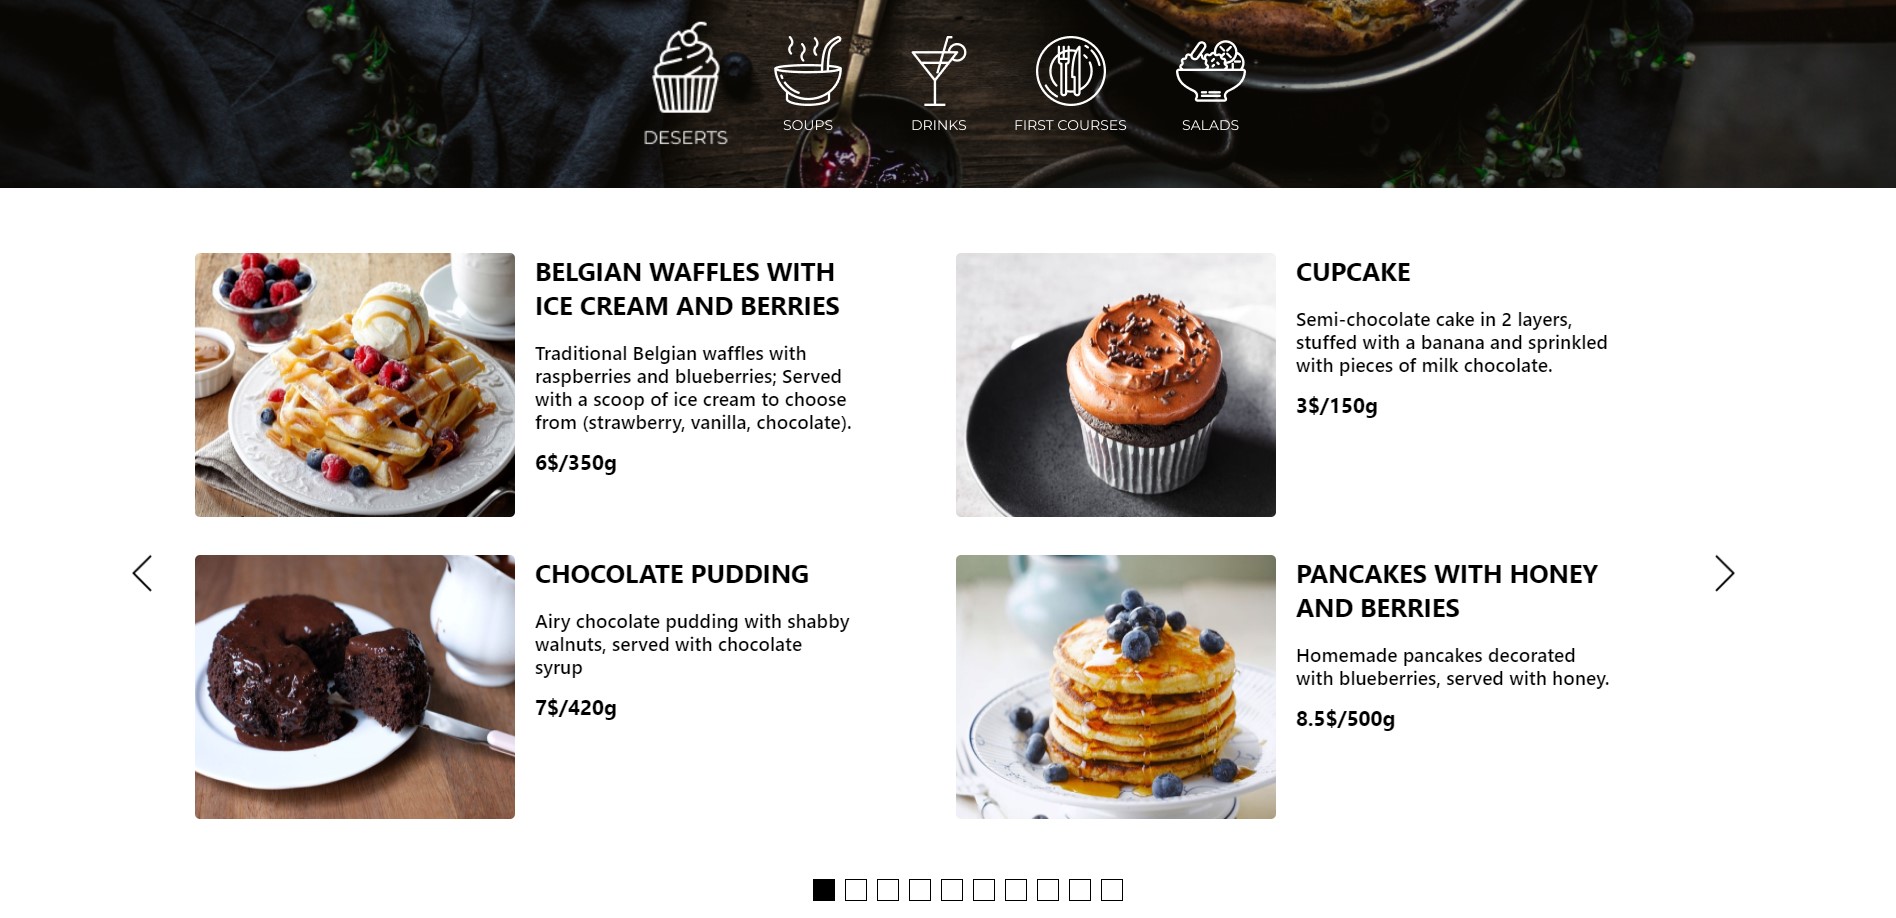 DESERTS
SOUPS
DRINKS
FIRST COURSES
SALADS
BELGIAN WAFFLES WITH
ICE CREAM AND BERRIES
Traditional Belgian waffles with
raspberries and blueberries; Served
with a scoop of ice cream to choose
from (strawberry, vanilla, chocolate).
6$/350g
CUPCAKE
Semi-chocolate cake in 2 layers,
stuffed with a banana and sprinkled
with pieces of milk chocolate.
3$/150g
CHOCOLATE PUDDING
Airy chocolate pudding with shabby
walnuts, served with chocolate
syrup
7$/420g
PANCAKES WITH HONEY
AND BERRIES
Homemade pancakes decorated
with blueberries, served with honey.
8.5$/500g